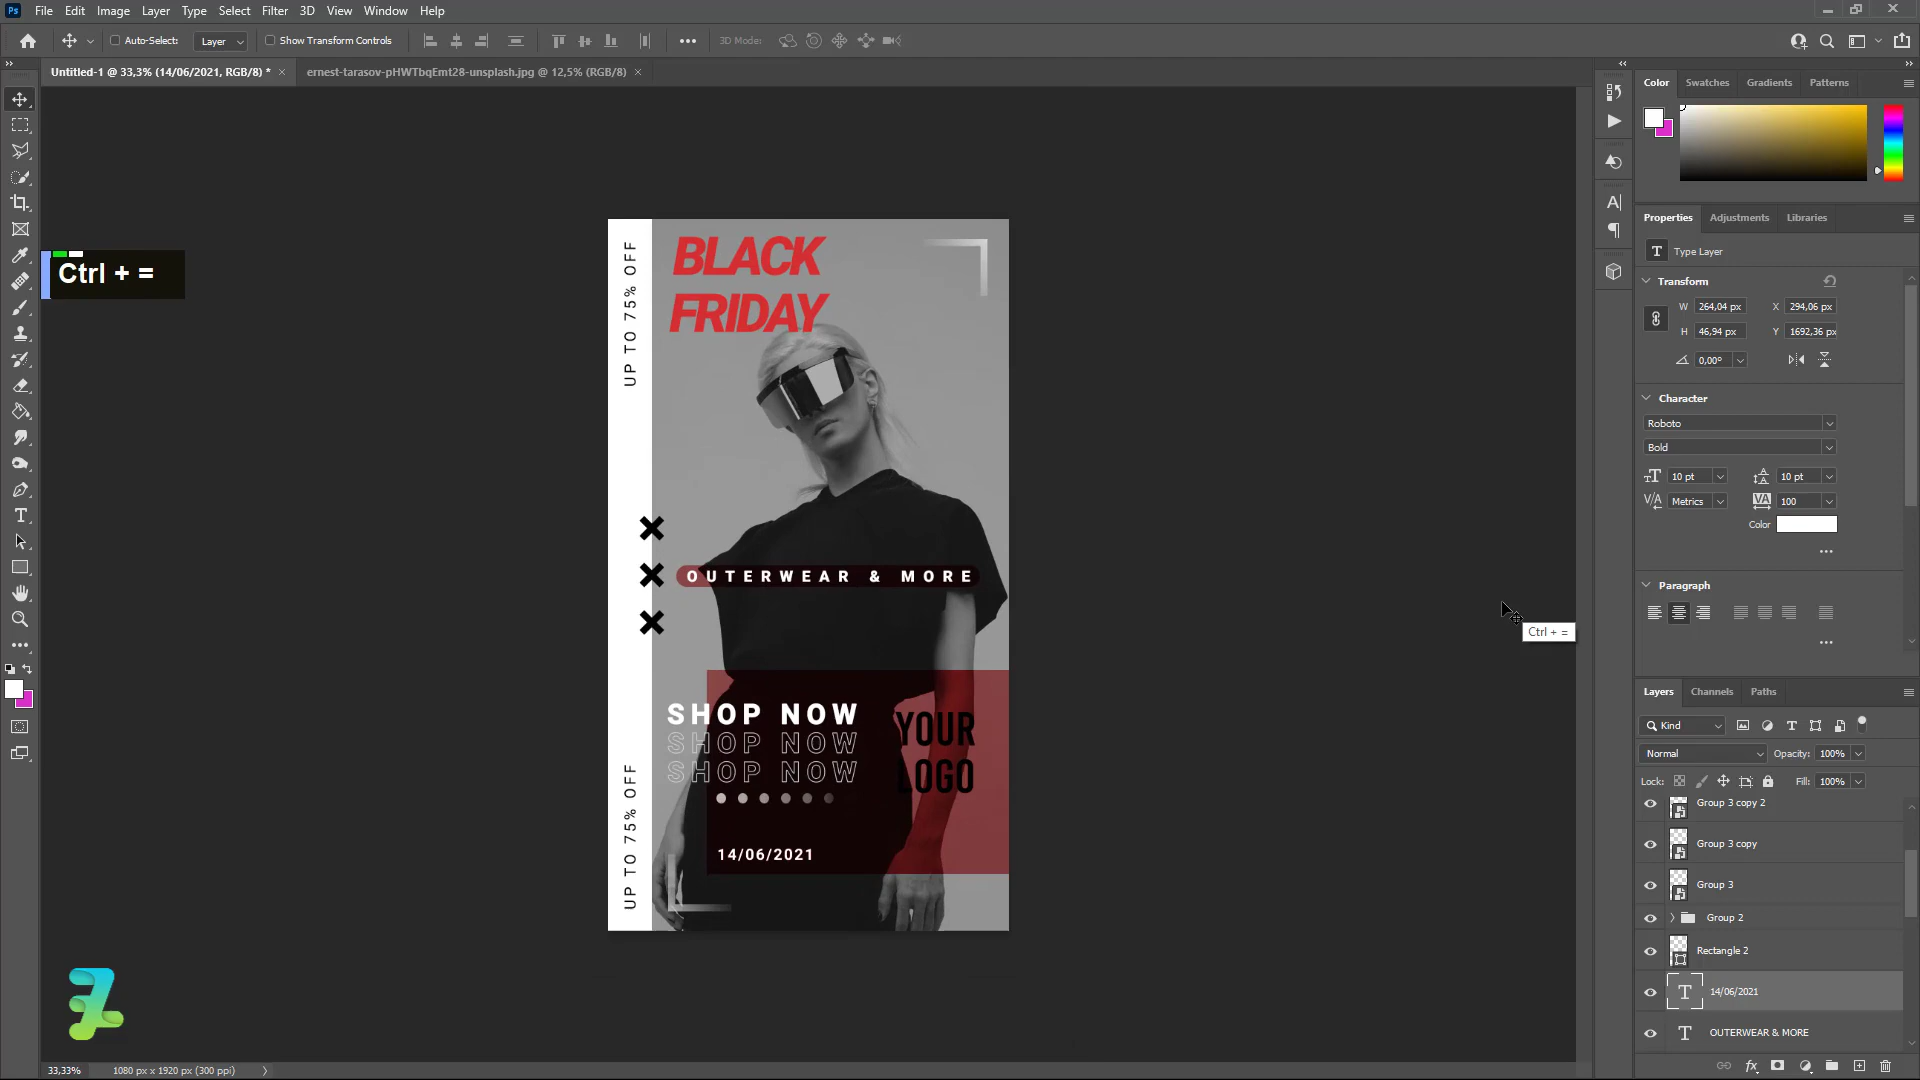 Ps
File Edit Image Layer Type Select Filter 3D View Window Help
Auto-Select: Layer Show Transform Controls 3D Mode:
Untitled-1 @ 33,3% (14/06/2021, RGB/8) * ×
ernest-tarasov-pHWTbqEmt28-unsplash.jpg @ 12,5% (RGB/8) ×
Ctrl + =
UP TO 75% OFF
BLACK
FRIDAY
OUTERWEAR & MORE
SHOP NOW
SHOP NOW
SHOP NOW
YOUR
LOGO
UP TO 75% OFF
14/06/2021
Ctrl + =
33,33% 1080 px x 1920 px (300 ppi)
Color Swatches Gradients Patterns
Properties Adjustments Libraries
T Type Layer
Transform
W 264,04 px X 294,06 px
H 46,94 px Y 1692,36 px
0,00°
Character
Roboto
Bold
10 pt 10 pt
Metrics 100
Color
Paragraph
Layers Channels Paths
Kind
Normal Opacity: 100%
Lock: Fill: 100%
Group 3 copy 2
Group 3 copy
Group 3
Group 2
Rectangle 2
T 14/06/2021
T OUTERWEAR & MORE
fx